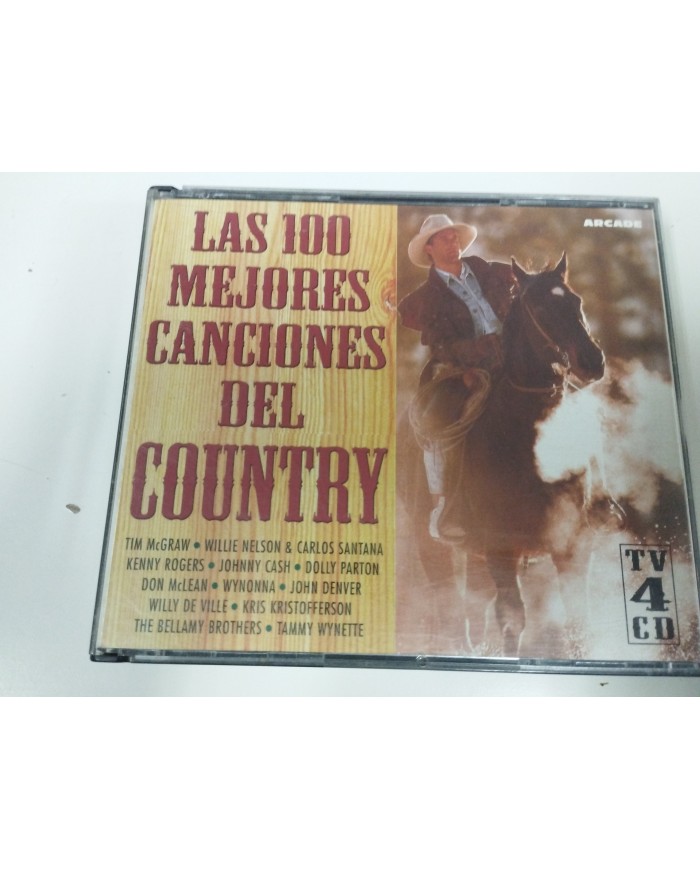 LAS 100
MEJORES
CANCIONES
DEL
COUNTRY
TIM McGRAW • WILLIE NELSON & CARLOS SANTANA
KENNY ROGERS • JOHNNY CASH • DOLLY PARTON
DON McLEAN • WYNONNA • JOHN DENVER
WILLY DE VILLE • KRIS KRISTOFFERSON
THE BELLAMY BROTHERS • TAMMY WYNETTE
ARCADE
TV
4
CD